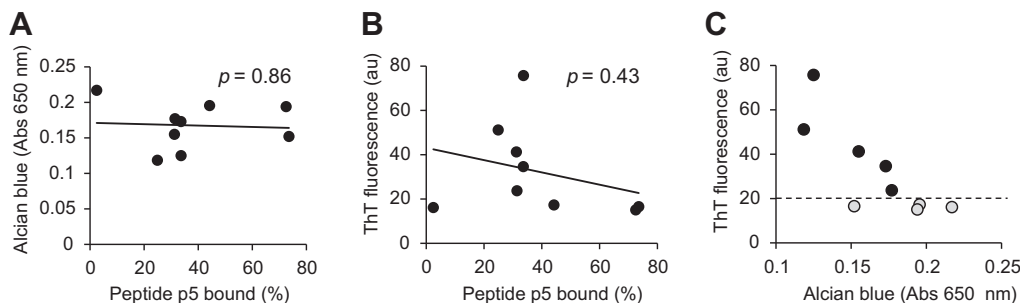 A
Alcian blue (Abs 650 nm)
0.25
0.2
0.15
0.1
0.05
0
p = 0.86
0 20 40 60 80
Peptide p5 bound (%)
B
ThT fluorescence (au)
80
60
40
20
0
p = 0.43
0 20 40 60 80
Peptide p5 bound (%)
C
ThT fluorescence (au)
80
60
40
20
0
0.1 0.15 0.2 0.25
Alcian blue (Abs 650 nm)